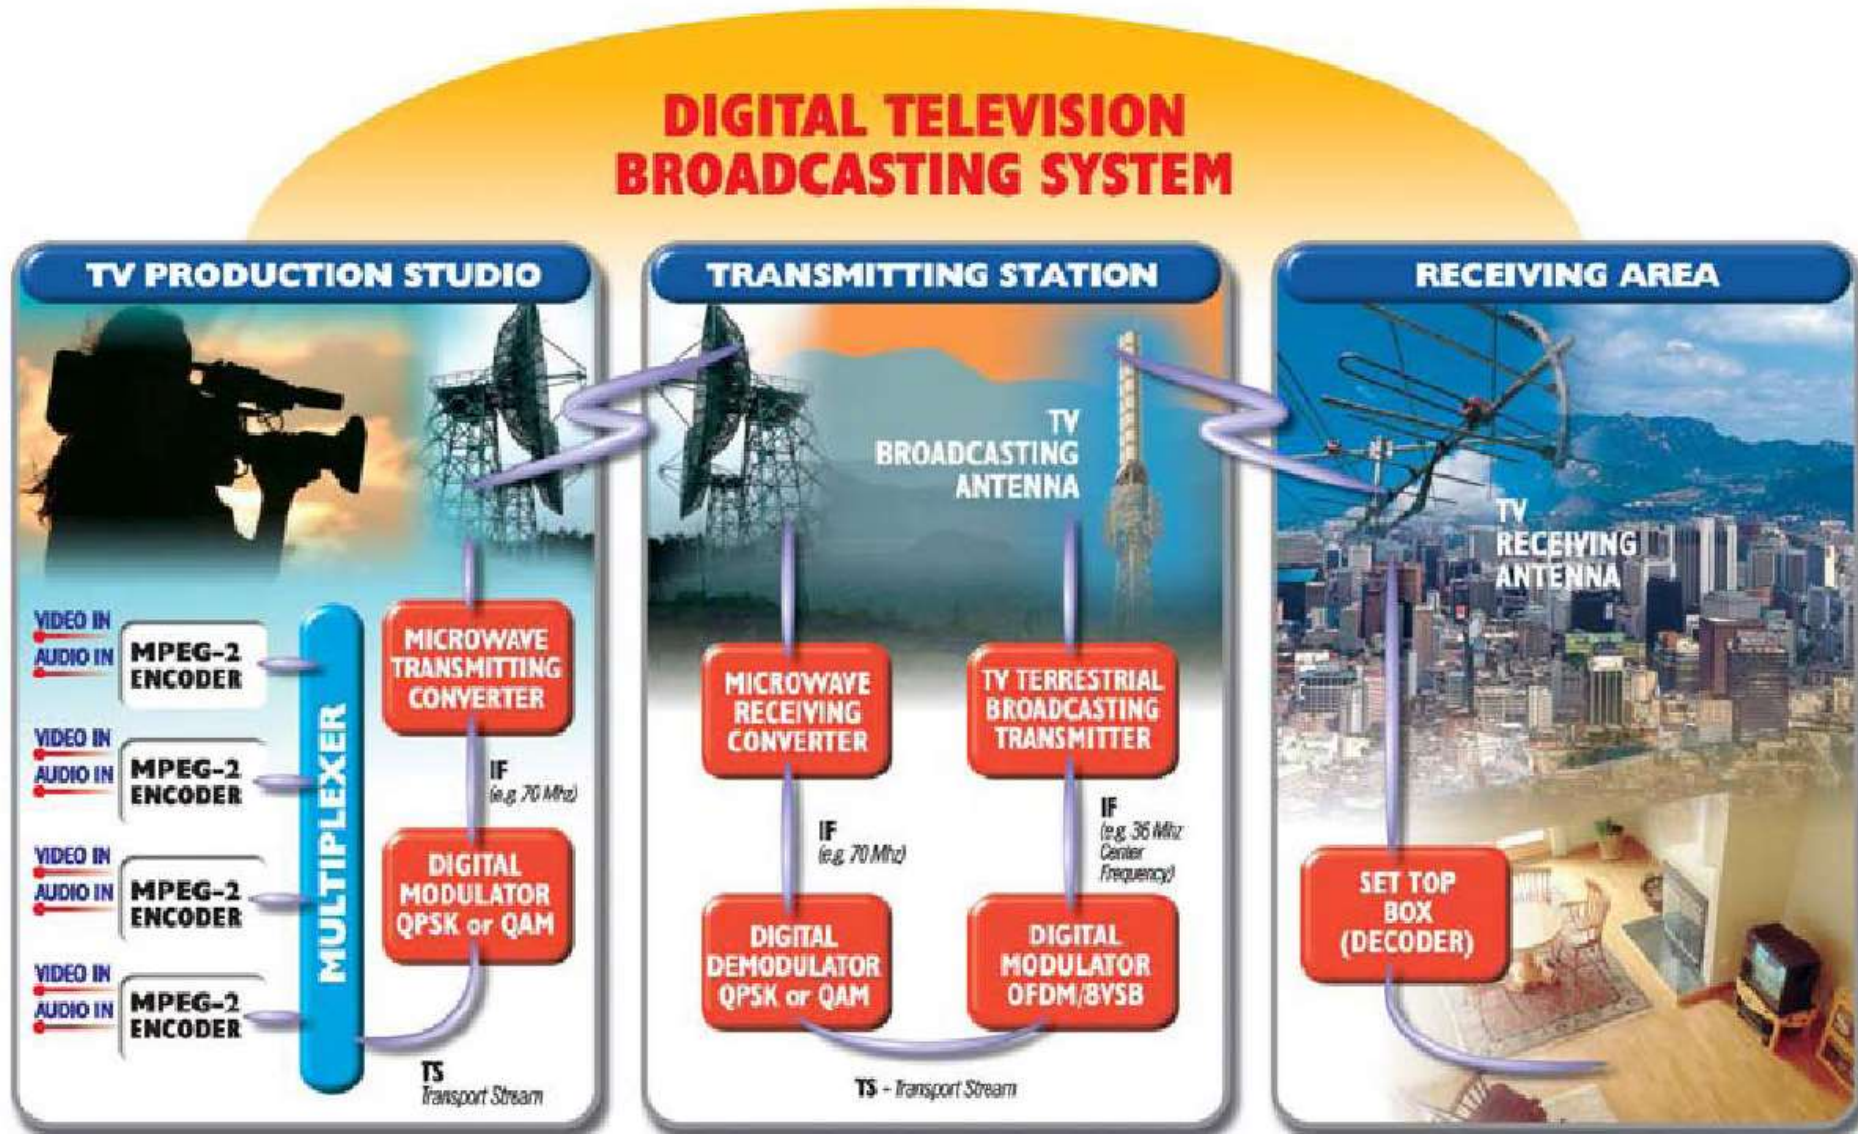 DIGITAL TELEVISION
BROADCASTING SYSTEM
TV PRODUCTION STUDIO
VIDEO IN
AUDIO IN
MPEG-2
ENCODER
VIDEO IN
AUDIO IN
MPEG-2
ENCODER
VIDEO IN
AUDIO IN
MPEG-2
ENCODER
VIDEO IN
AUDIO IN
MPEG-2
ENCODER
MULTIPLEXER
MICROWAVE
TRANSMITTING
CONVERTER
IF
(e.g. 70 Mhz)
DIGITAL
MODULATOR
QPSK or QAM
TS
Transport Stream
TRANSMITTING STATION
TV
BROADCASTING
ANTENNA
MICROWAVE
RECEIVING
CONVERTER
IF
(e.g. 70 Mhz)
DIGITAL
DEMODULATOR
QPSK or QAM
TV TERRESTRIAL
BROADCASTING
TRANSMITTER
IF
(e.g. 36 Mhz
Center
Frequency)
DIGITAL
MODULATOR
OFDM/8VSB
TS - Transport Stream
RECEIVING AREA
TV
RECEIVING
ANTENNA
SET TOP
BOX
(DECODER)